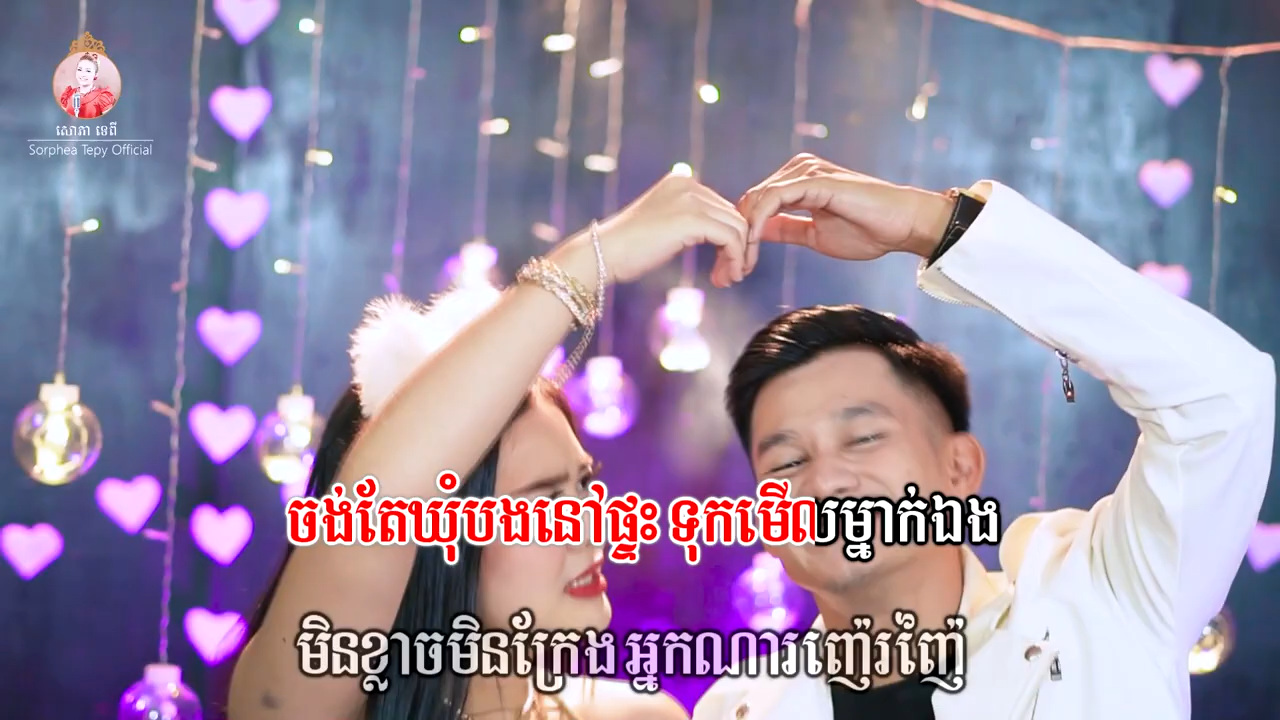 សោភា ទេពី
Sorphea Tepy Official
ចង់តែឃុំបងនៅផ្ទះ ទុកមើលម្នាក់ឯង
មិនខ្លាចមិនក្រែង អ្នកណារញ៉េរញ៉ៃ